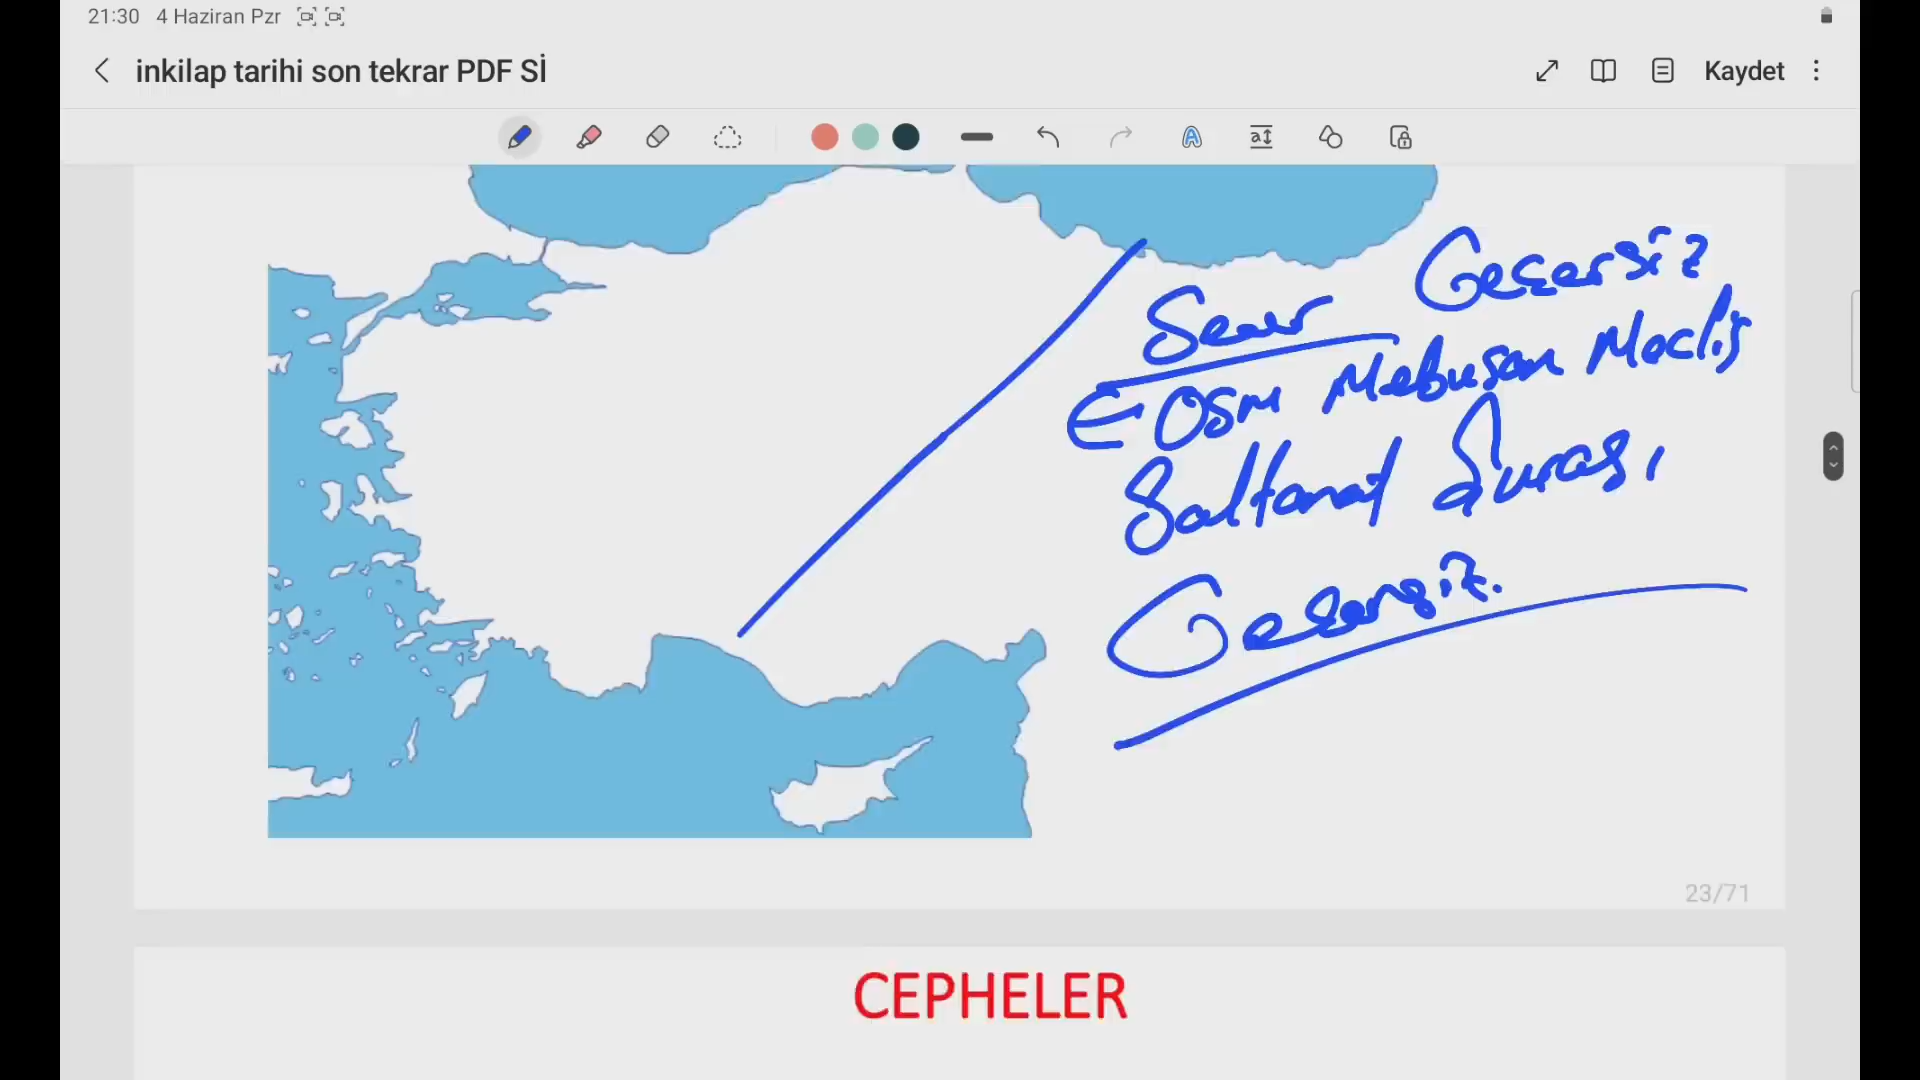 21:30 4 Haziran Pzr
inkilap tarihi son tekrar PDF Sİ
Kaydet
Sevr Geçersiz
Osm Mebusan Meclis
Saltanat Şurası
Geçersiz.
23/71
CEPHELER